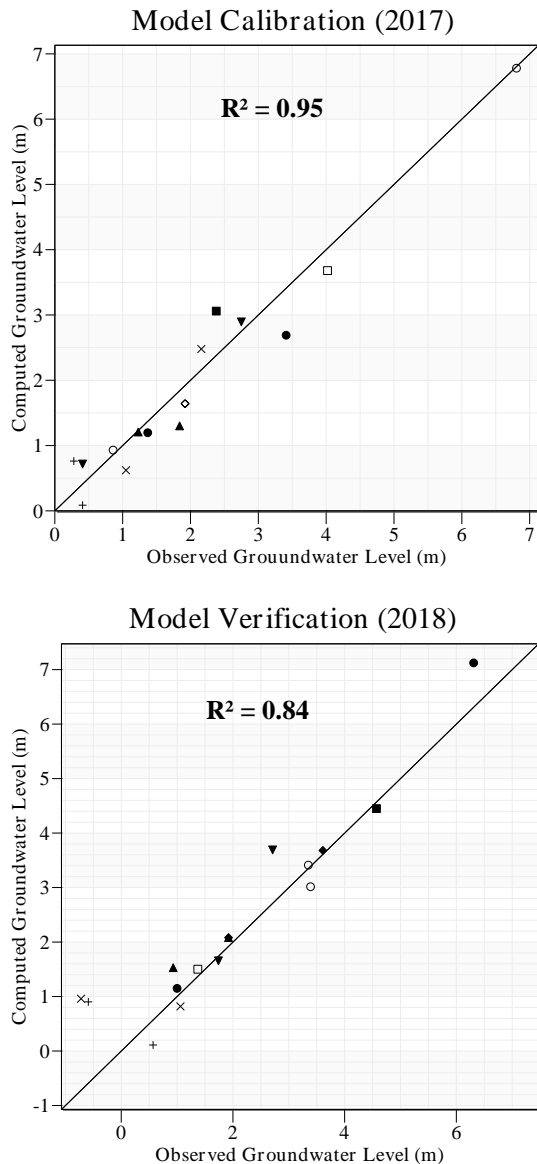 Model Calibration (2017)
7
6
5
4
3
2
1
0
R² = 0.95
Computed Grouundwater Level (m)
0 1 2 3 4 5 6 7
Observed Grouundwater Level (m)
Model Verification (2018)
7
6
5
4
3
2
1
0
-1
R² = 0.84
Computed Groundwater Level (m)
0 2 4 6
Observed Groundwater Level (m)